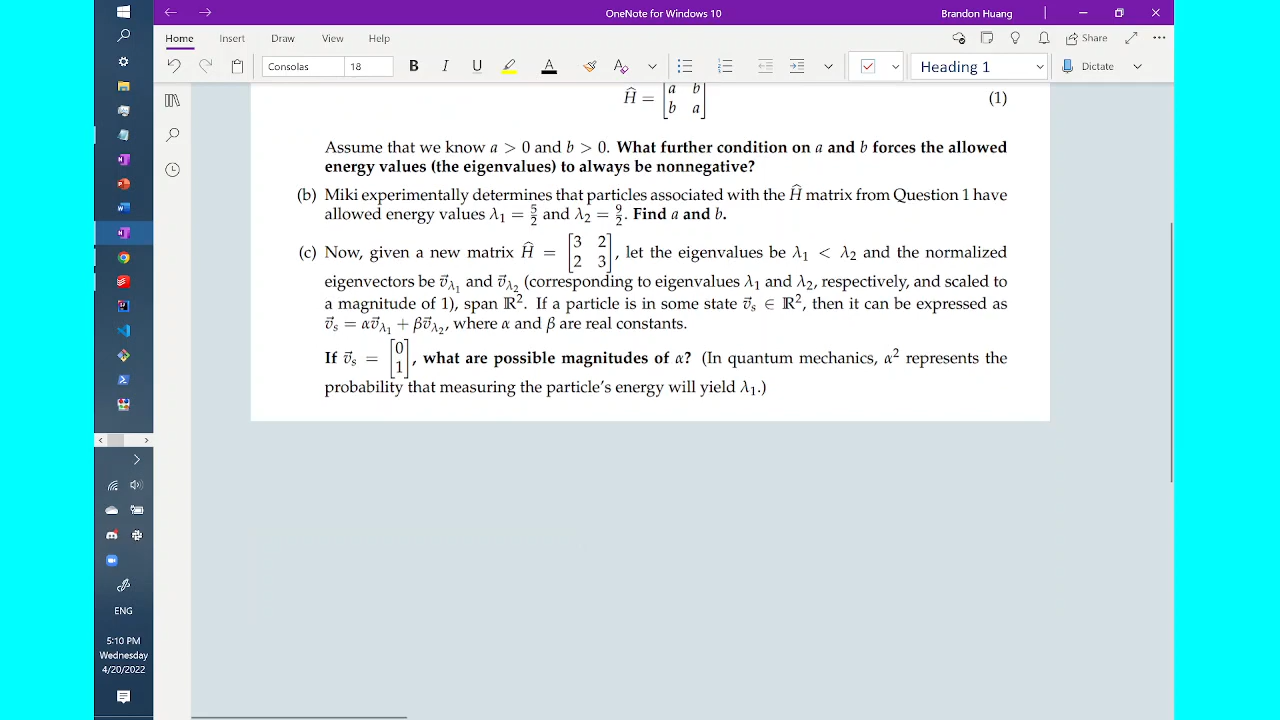 OneNote for Windows 10
Brandon Huang
Home Insert Draw View Help
Share
Consolas 18 B I U A A Heading 1 Dictate
Ĥ = [a b; b a] (1)
Assume that we know a > 0 and b > 0. What further condition on a and b forces the allowed
energy values (the eigenvalues) to always be nonnegative?
(b) Miki experimentally determines that particles associated with the Ĥ matrix from Question 1 have
allowed energy values λ₁ = 5/2 and λ₂ = 9/2. Find a and b.
(c) Now, given a new matrix Ĥ = [3 2; 2 3], let the eigenvalues be λ₁ < λ₂ and the normalized
eigenvectors be v⃗λ₁ and v⃗λ₂ (corresponding to eigenvalues λ₁ and λ₂, respectively, and scaled to
a magnitude of 1), span ℝ². If a particle is in some state v⃗ₛ ∈ ℝ², then it can be expressed as
v⃗ₛ = αv⃗λ₁ + βv⃗λ₂, where α and β are real constants.
If v⃗ₛ = [0; 1], what are possible magnitudes of α? (In quantum mechanics, α² represents the
probability that measuring the particle's energy will yield λ₁.)
ENG
5:10 PM
Wednesday
4/20/2022